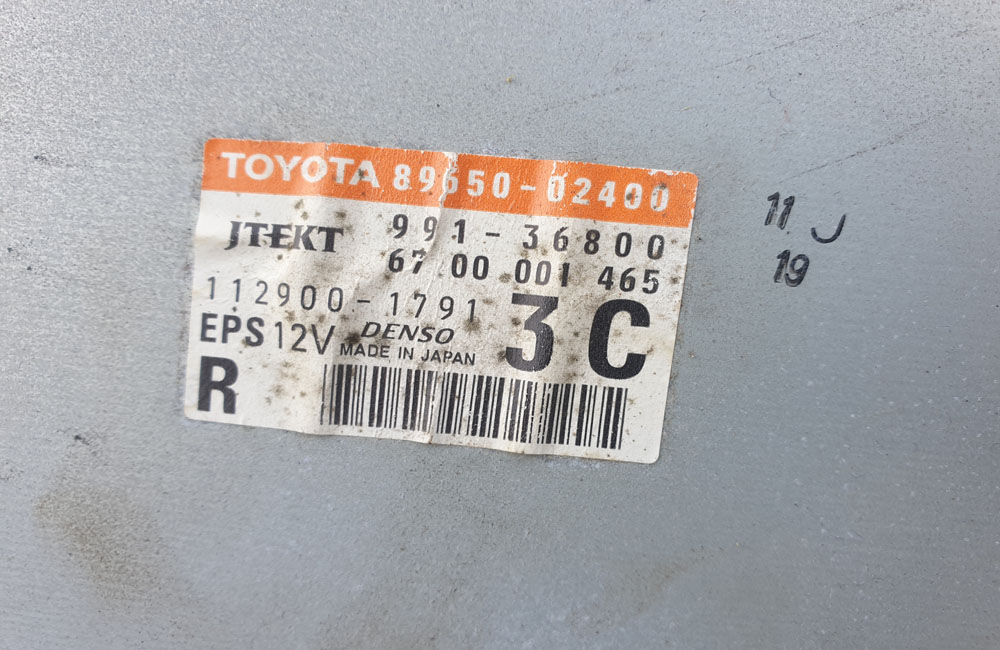 TOYOTA 89650-02400
JTEKT 991-36800
67 00 001 465
112900-1791
3C
EPS 12V DENSO
MADE IN JAPAN
R
11 J
19